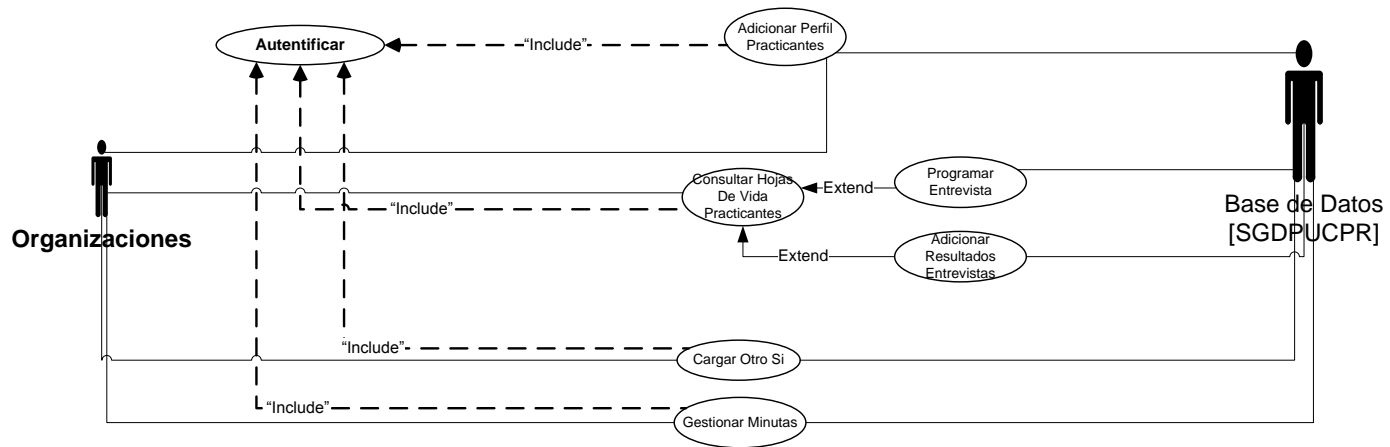 Autentificar
"Include"
Adicionar Perfil
Practicantes
Consultar Hojas
De Vida
Practicantes
"Include"
Extend
Programar
Entrevista
Extend
Adicionar
Resultados
Entrevistas
Organizaciones
Base de Datos
[SGDPUCPR]
"Include"
Cargar Otro Si
"Include"
Gestionar Minutas